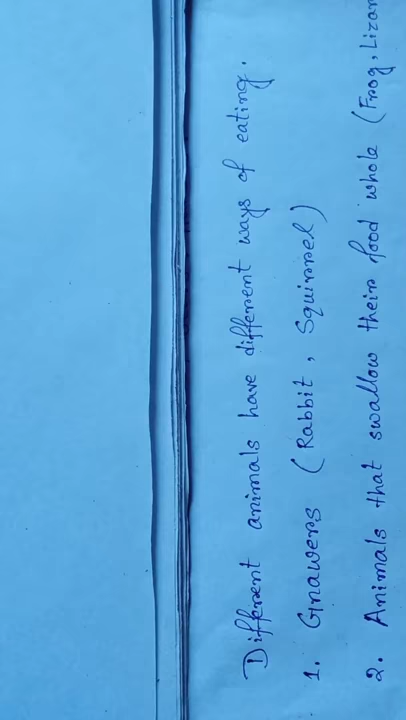 Different animals have different ways of eating.
1. Gnawers (Rabbit, Squirrel)
2. Animals that swallow their food whole (Frog, Lizar